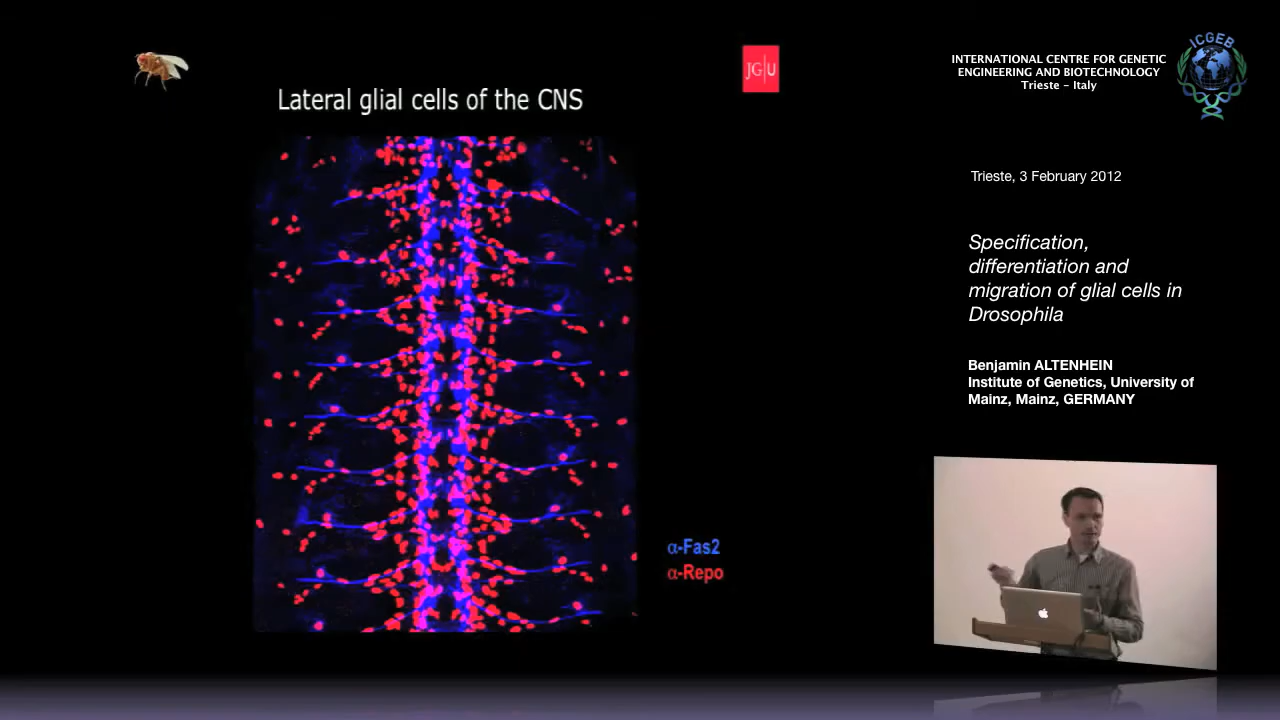 Lateral glial cells of the CNS
α-Fas2
α-Repo
JG|U
INTERNATIONAL CENTRE FOR GENETIC
ENGINEERING AND BIOTECHNOLOGY
Trieste – Italy
ICGEB
Trieste, 3 February 2012
Specification,
differentiation and
migration of glial cells in
Drosophila
Benjamin ALTENHEIN
Institute of Genetics, University of
Mainz, Mainz, GERMANY